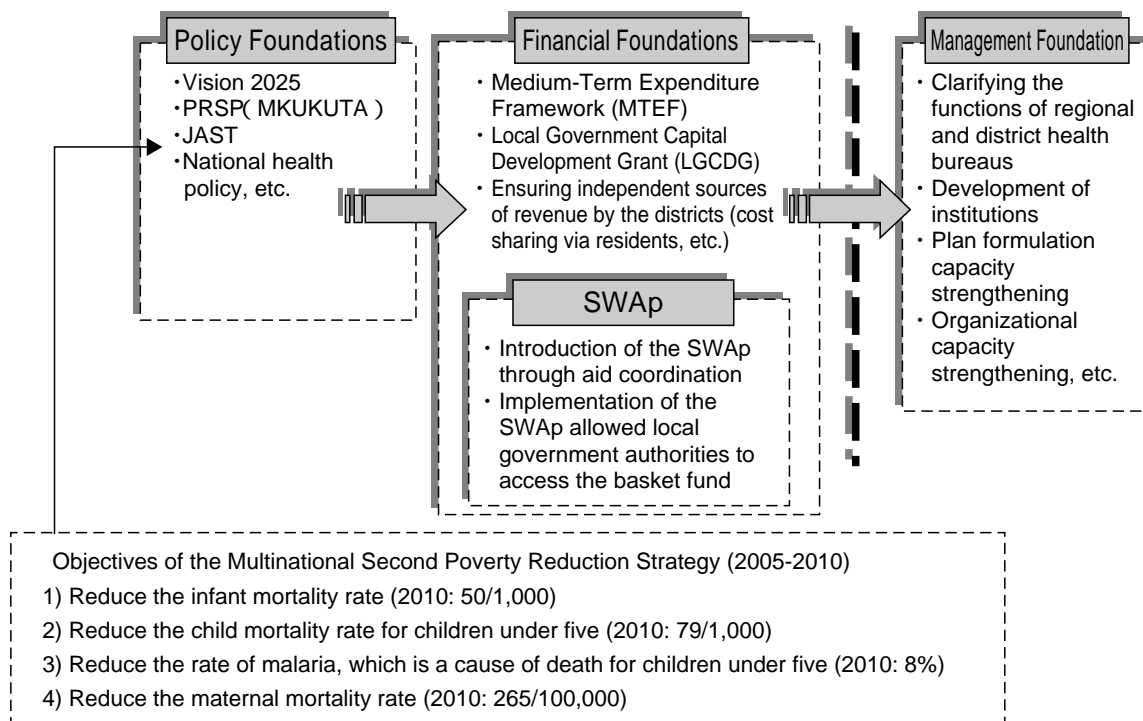 Policy Foundations
・Vision 2025
・PRSP( MKUKUTA )
・JAST
・National health
policy, etc.
Financial Foundations
・Medium-Term Expenditure
Framework (MTEF)
・Local Government Capital
Development Grant (LGCDG)
・Ensuring independent sources
of revenue by the districts (cost
sharing via residents, etc.)
SWAp
・Introduction of the SWAp
through aid coordination
・Implementation of the
SWAp allowed local
government authorities to
access the basket fund
Management Foundation
・Clarifying the
functions of regional
and district health
bureaus
・Development of
institutions
・Plan formulation
capacity
strengthening
・Organizational
capacity
strengthening, etc.
Objectives of the Multinational Second Poverty Reduction Strategy (2005-2010)
1) Reduce the infant mortality rate (2010: 50/1,000)
2) Reduce the child mortality rate for children under five (2010: 79/1,000)
3) Reduce the rate of malaria, which is a cause of death for children under five (2010: 8%)
4) Reduce the maternal mortality rate (2010: 265/100,000)